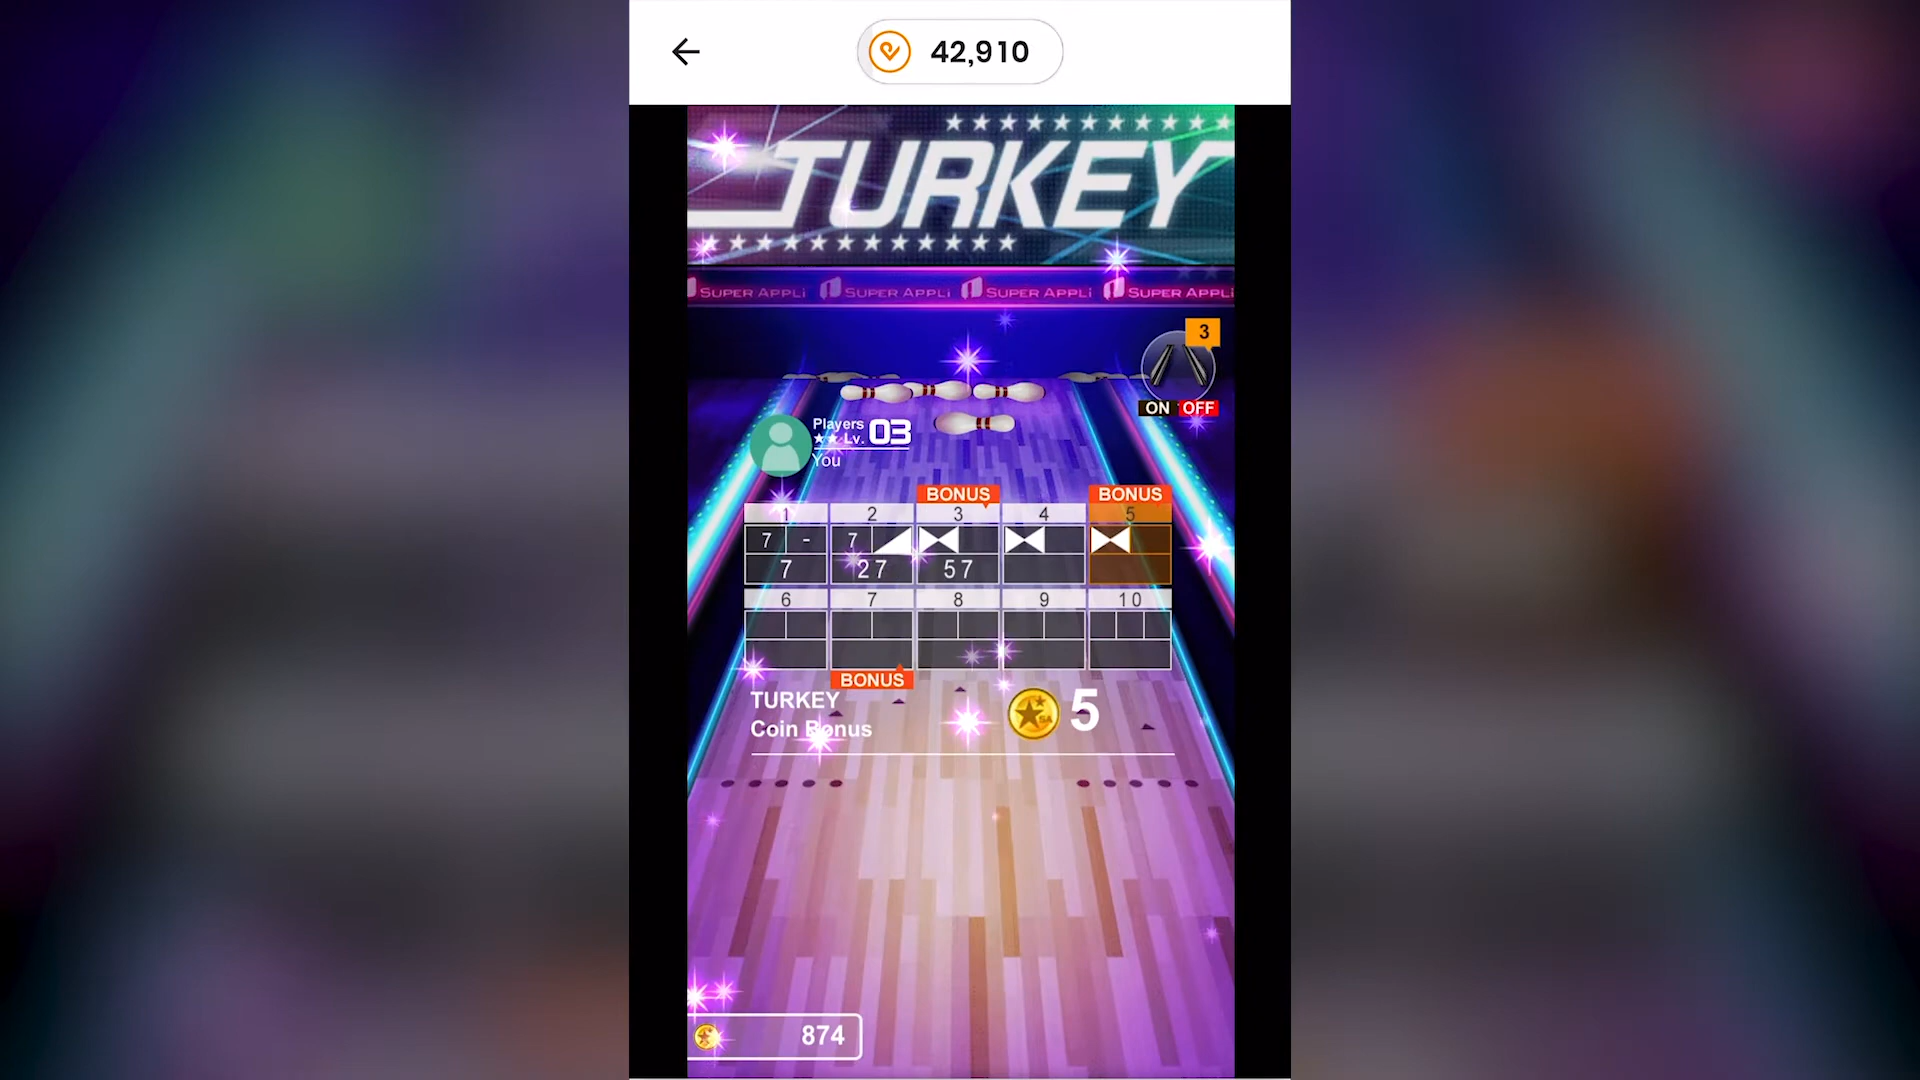 42,910
TURKEY
SUPER APPLi SUPER APPLi SUPER APPLi SUPER APPLi
3
ON OFF
Players
Lv. 03
You
BONUS BONUS
1 2 3 4 5
7 - 7
7 27 57
6 7 8 9 10
BONUS
TURKEY
Coin Bonus
SA 5
874